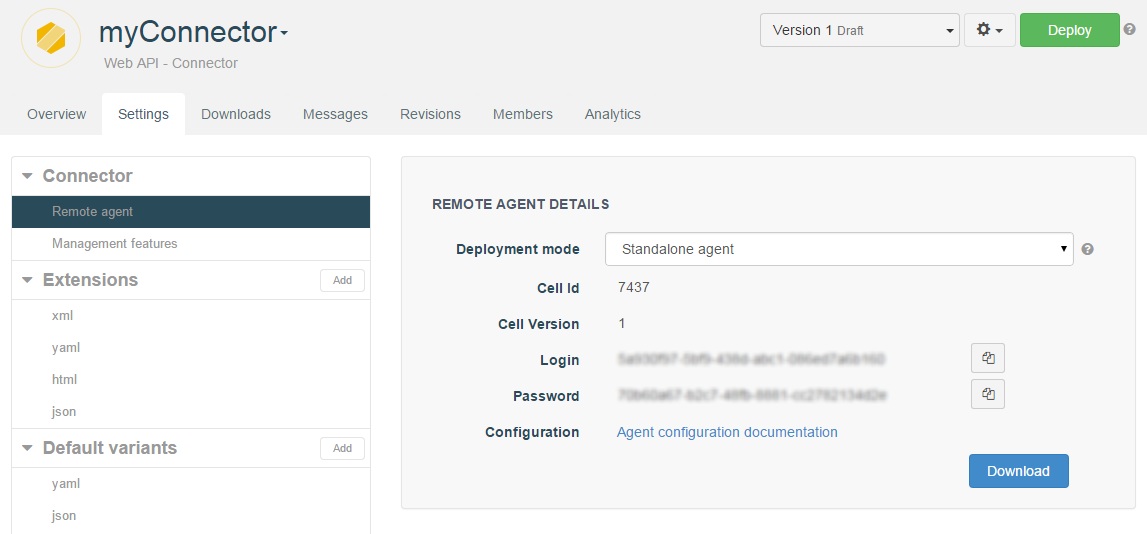 myConnector
Web API - Connector
Version 1 Draft
Deploy
Overview
Settings
Downloads
Messages
Revisions
Members
Analytics
Connector
Remote agent
Management features
Extensions
Add
xml
yaml
html
json
Default variants
Add
yaml
json
REMOTE AGENT DETAILS
Deployment mode
Standalone agent
Cell Id
7437
Cell Version
1
Login
Password
Configuration
Agent configuration documentation
Download